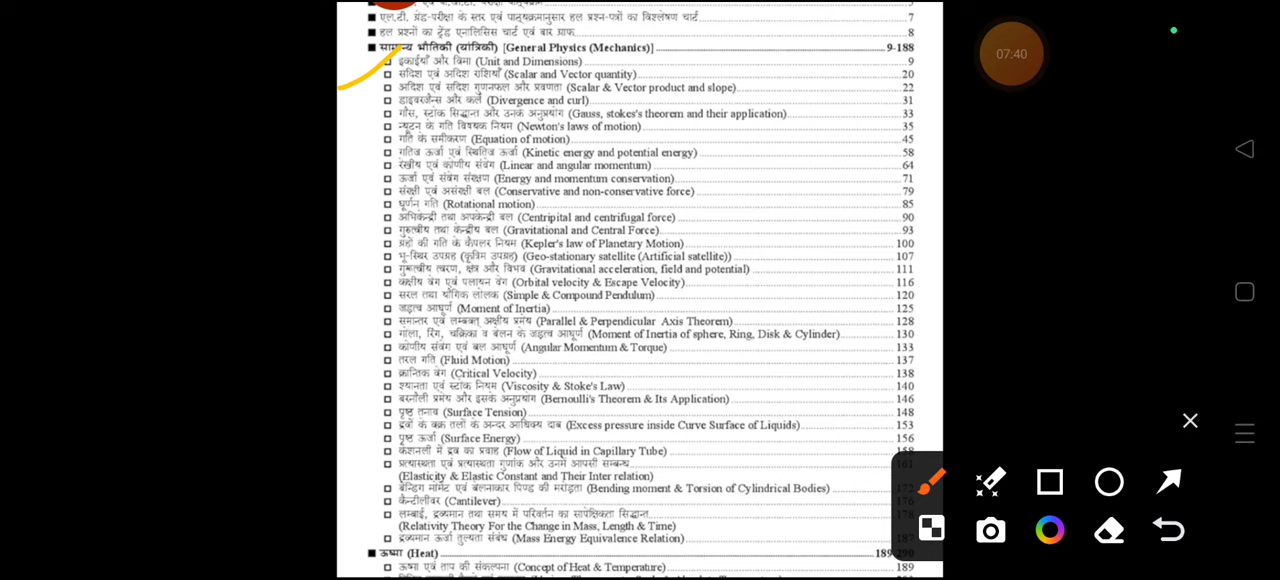 ■ एल.टी. ग्रेड-परीक्षा के स्तर एवं पाठ्यक्रमानुसार हल प्रश्न-पत्रों का विश्लेषण चार्ट 7
■ हल प्रश्नों का ट्रेंड एनालिसिस चार्ट एवं बार ग्राफ 8
■ सामान्य भौतिकी (यांत्रिकी) [General Physics (Mechanics)] 9-188
इकाईयाँ और विमा (Unit and Dimensions) 9
सदिश एवं अदिश राशियाँ (Scalar and Vector quantity) 20
अदिश एवं सदिश गुणनफल और प्रवणता (Scalar & Vector product and slope) 22
डाइवरजेन्स और कर्ल (Divergence and curl) 31
गॉस, स्टॉक सिद्धान्त और उनके अनुप्रयोग (Gauss, stokes's theorem and their application) 33
न्यूटन के गति विषयक नियम (Newton's laws of motion) 35
गति के समीकरण (Equation of motion) 45
गतिज ऊर्जा एवं स्थितिज ऊर्जा (Kinetic energy and potential energy) 58
रेखीय एवं कोणीय संवेग (Linear and angular momentum) 64
ऊर्जा एवं संवेग संरक्षण (Energy and momentum conservation) 71
संरक्षी एवं असंरक्षी बल (Conservative and non-conservative force) 79
घूर्णन गति (Rotational motion) 85
अभिकेन्द्री तथा अपकेन्द्री बल (Centripital and centrifugal force) 90
गुरुत्वीय तथा केन्द्रीय बल (Gravitational and Central Force) 93
ग्रहों की गति के कैपलर नियम (Kepler's law of Planetary Motion) 100
भू-स्थिर उपग्रह (कृत्रिम उपग्रह) (Geo-stationary satellite (Artificial satellite)) 107
गुरूत्वीय त्वरण, क्षेत्र और विभव (Gravitational acceleration, field and potential) 111
कक्षीय वेग एवं पलायन वेग (Orbital velocity & Escape Velocity) 116
सरल तथा यौगिक लोलक (Simple & Compound Pendulum) 120
जड़त्व आघूर्ण (Moment of Inertia) 125
समान्तर एवं लम्बवत् अक्षीय प्रमेय (Parallel & Perpendicular Axis Theorem) 128
गोला, रिंग, चक्रिका व बेलन के जड़त्व आघूर्ण (Moment of Inertia of sphere, Ring, Disk & Cylinder) 130
कोणीय संवेग एवं बल आघूर्ण (Angular Momentum & Torque) 133
तरल गति (Fluid Motion) 137
क्रान्तिक वेग (Critical Velocity) 138
श्यानता एवं स्टॉक नियम (Viscosity & Stoke's Law) 140
बरनौली प्रमेय और इसके अनुप्रयोग (Bernoulli's Theorem & Its Application) 146
पृष्ठ तनाव (Surface Tension) 148
द्रवों के वक्र तलों के अन्दर आधिक्य दाब (Excess pressure inside Curve Surface of Liquids) 153
पृष्ठ ऊर्जा (Surface Energy) 156
केशनली में द्रव का प्रवाह (Flow of Liquid in Capillary Tube) 158
प्रत्यास्थता एवं प्रत्यास्थता गुणांक और उनमें आपसी सम्बन्ध 161
(Elasticity & Elastic Constant and Their Inter relation)
बेन्डिंग मोमेंट एवं बेलनाकार पिण्ड की मरोड़ता (Bending moment & Torsion of Cylindrical Bodies) 172
कैन्टीलीवर (Cantilever) 176
लम्बाई, द्रव्यमान तथा समय में परिवर्तन का सापेक्षिकता सिद्धान्त 178
(Relativity Theory For the Change in Mass, Length & Time)
द्रव्यमान ऊर्जा तुल्यता संबंध (Mass Energy Equivalence Relation) 187
■ ऊष्मा (Heat) 189-290
ऊष्मा एवं ताप की संकल्पना (Concept of Heat & Temperature) 189
07:40